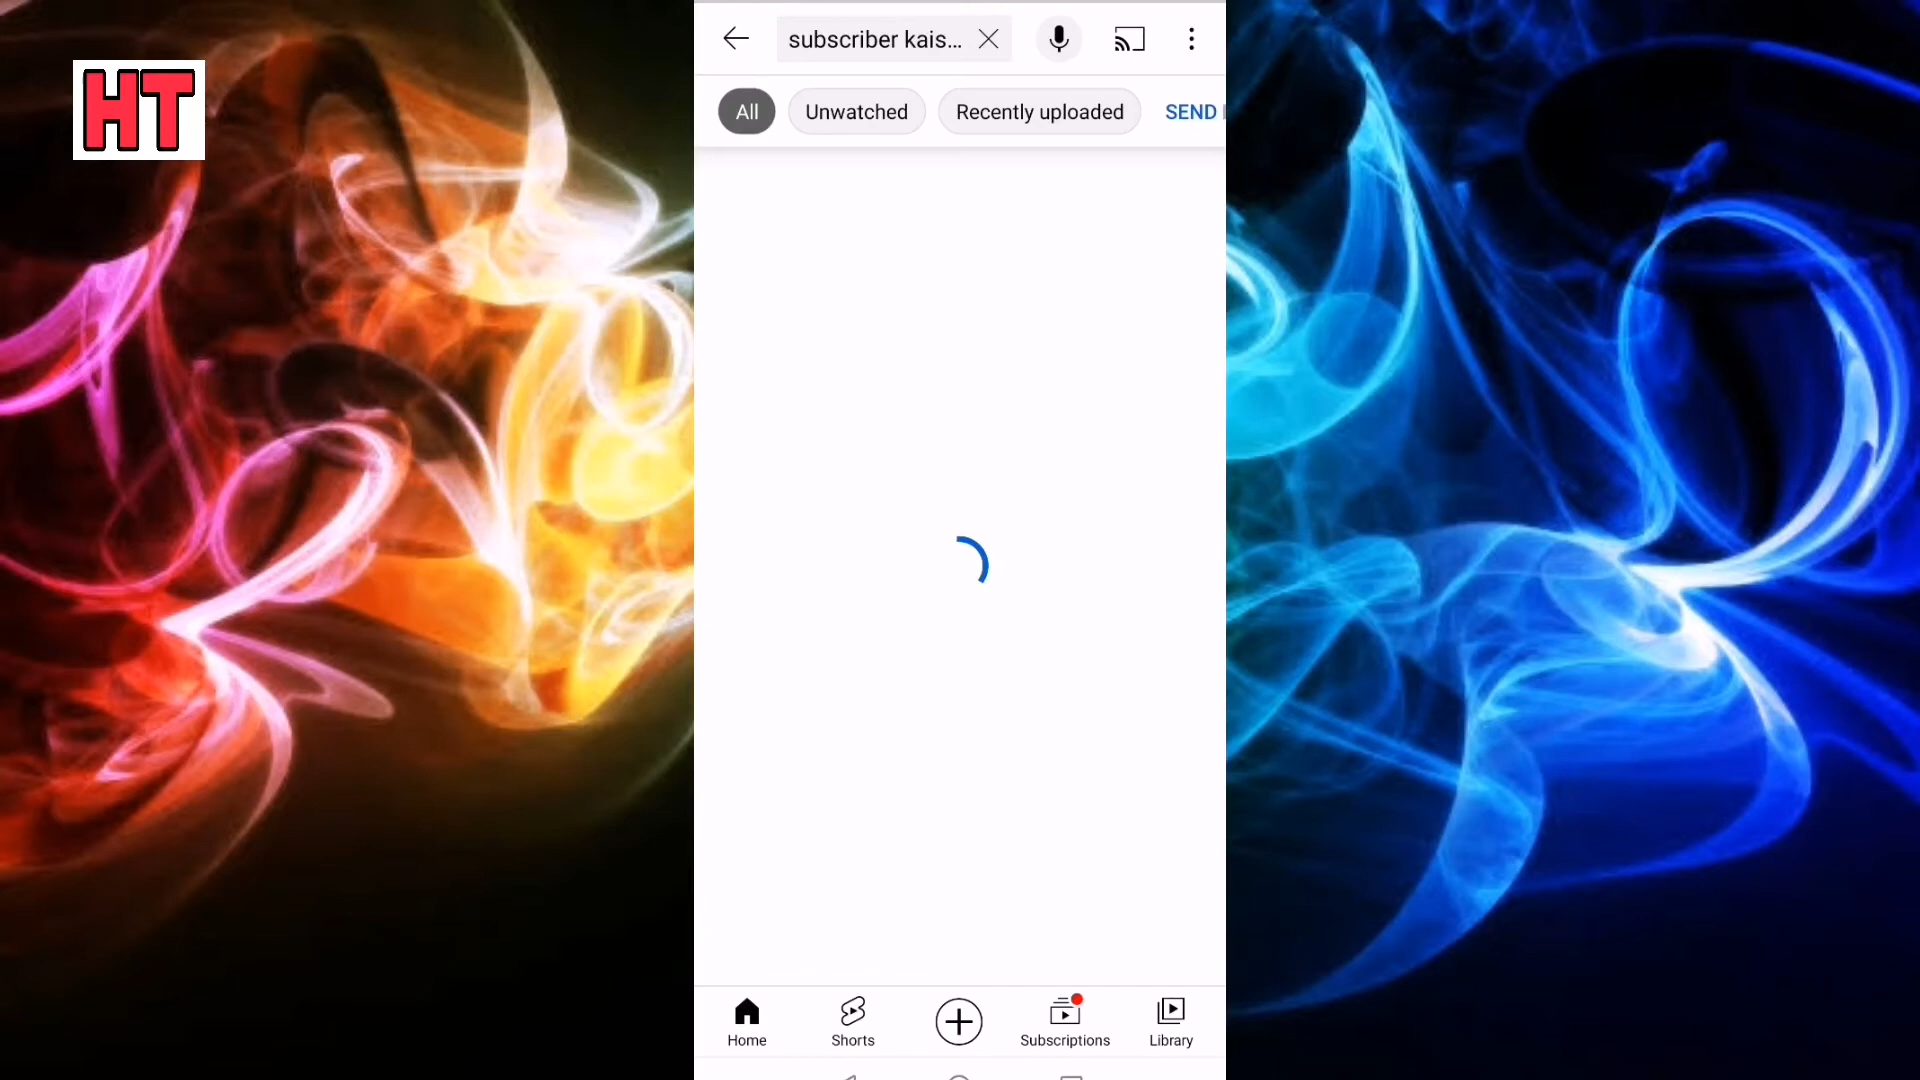 HT
subscriber kais...
All
Unwatched
Recently uploaded
SEND
Home
Shorts
Subscriptions
Library